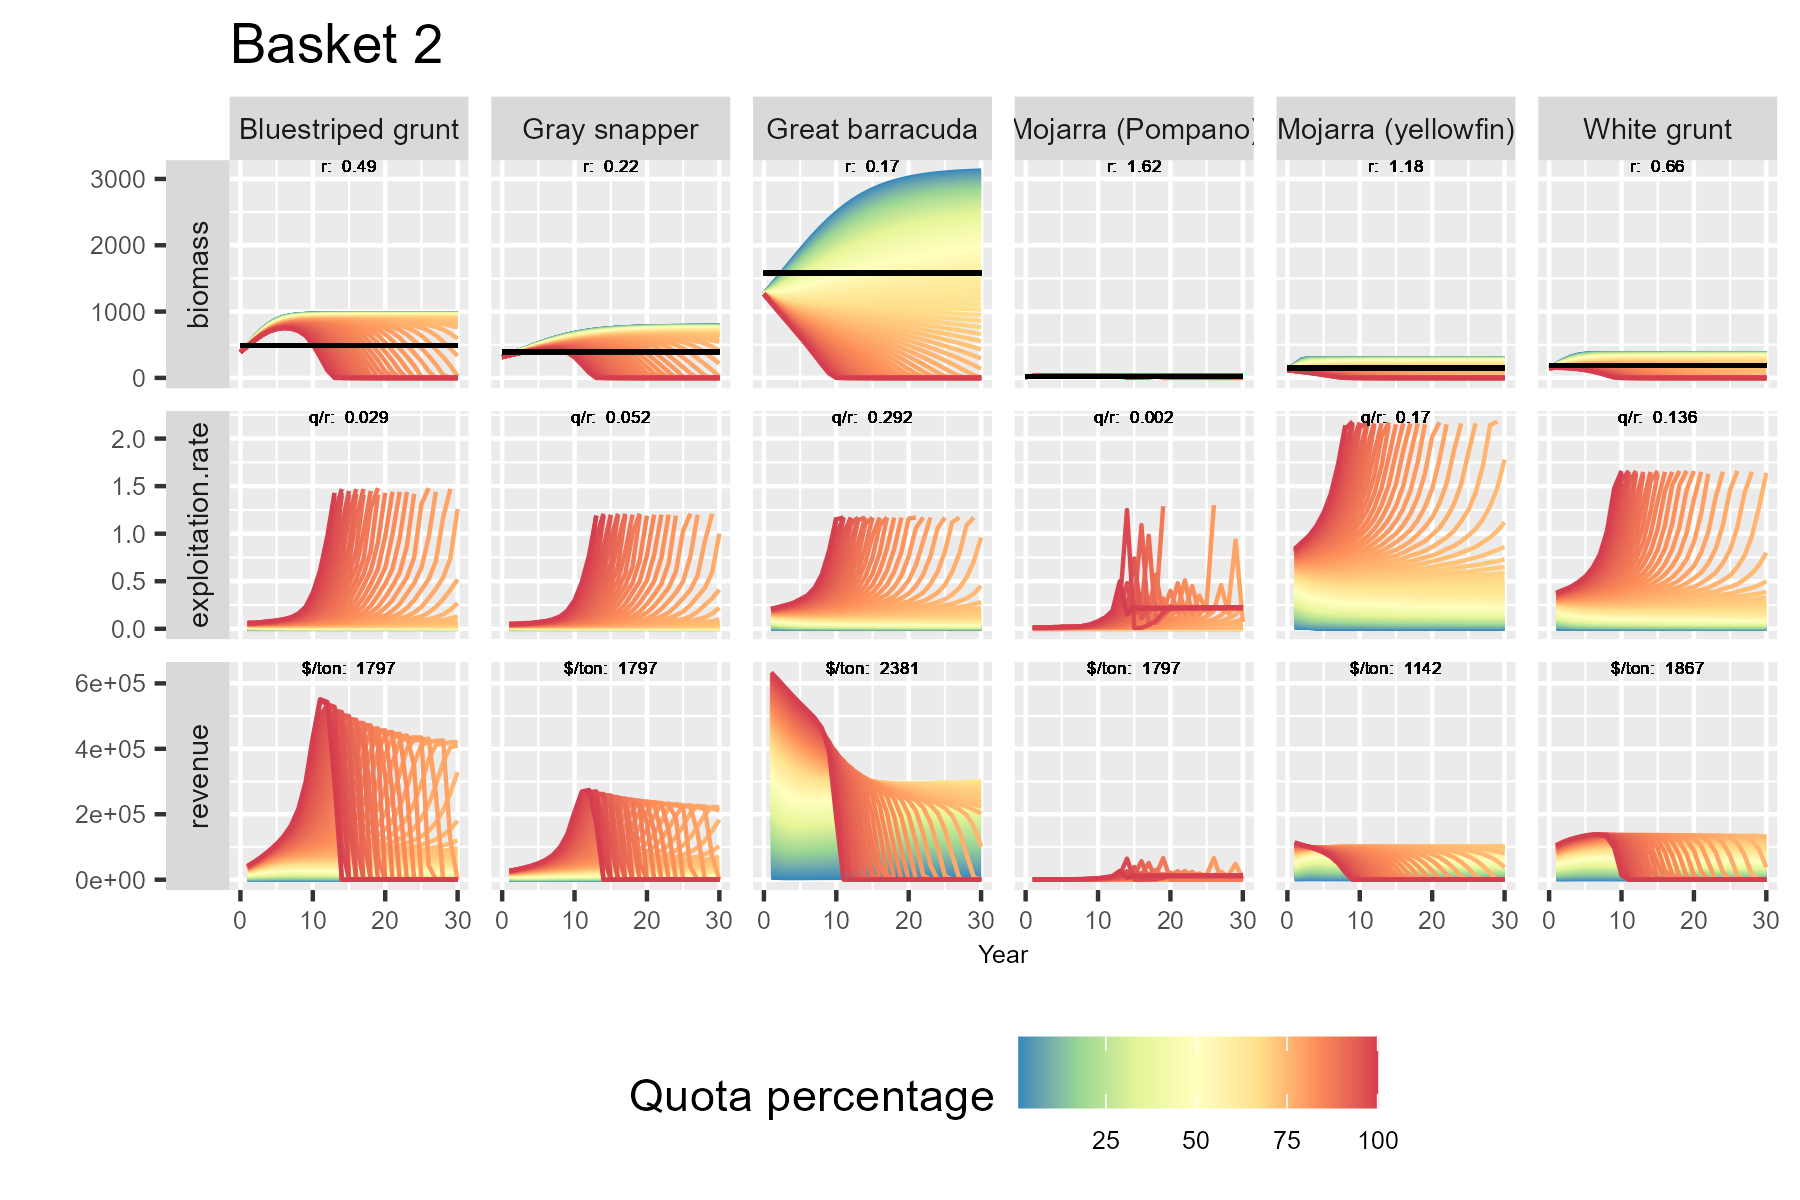 Basket 2
Bluestriped grunt Gray snapper Great barracuda Mojarra (Pompano) Mojarra (yellowfin) White grunt
r: 0.49 r: 0.22 r: 0.17 r: 1.62 r: 1.18 r: 0.66
biomass
3000
2000
1000
0
q/r: 0.029 q/r: 0.052 q/r: 0.292 q/r: 0.002 q/r: 0.17 q/r: 0.136
exploitation.rate
2.0
1.5
1.0
0.5
0.0
$/ton: 1797 $/ton: 1797 $/ton: 2381 $/ton: 1797 $/ton: 1142 $/ton: 1867
revenue
6e+05
4e+05
2e+05
0e+00
0 10 20 30 0 10 20 30 0 10 20 30 0 10 20 30 0 10 20 30 0 10 20 30
Year
Quota percentage
25 50 75 100